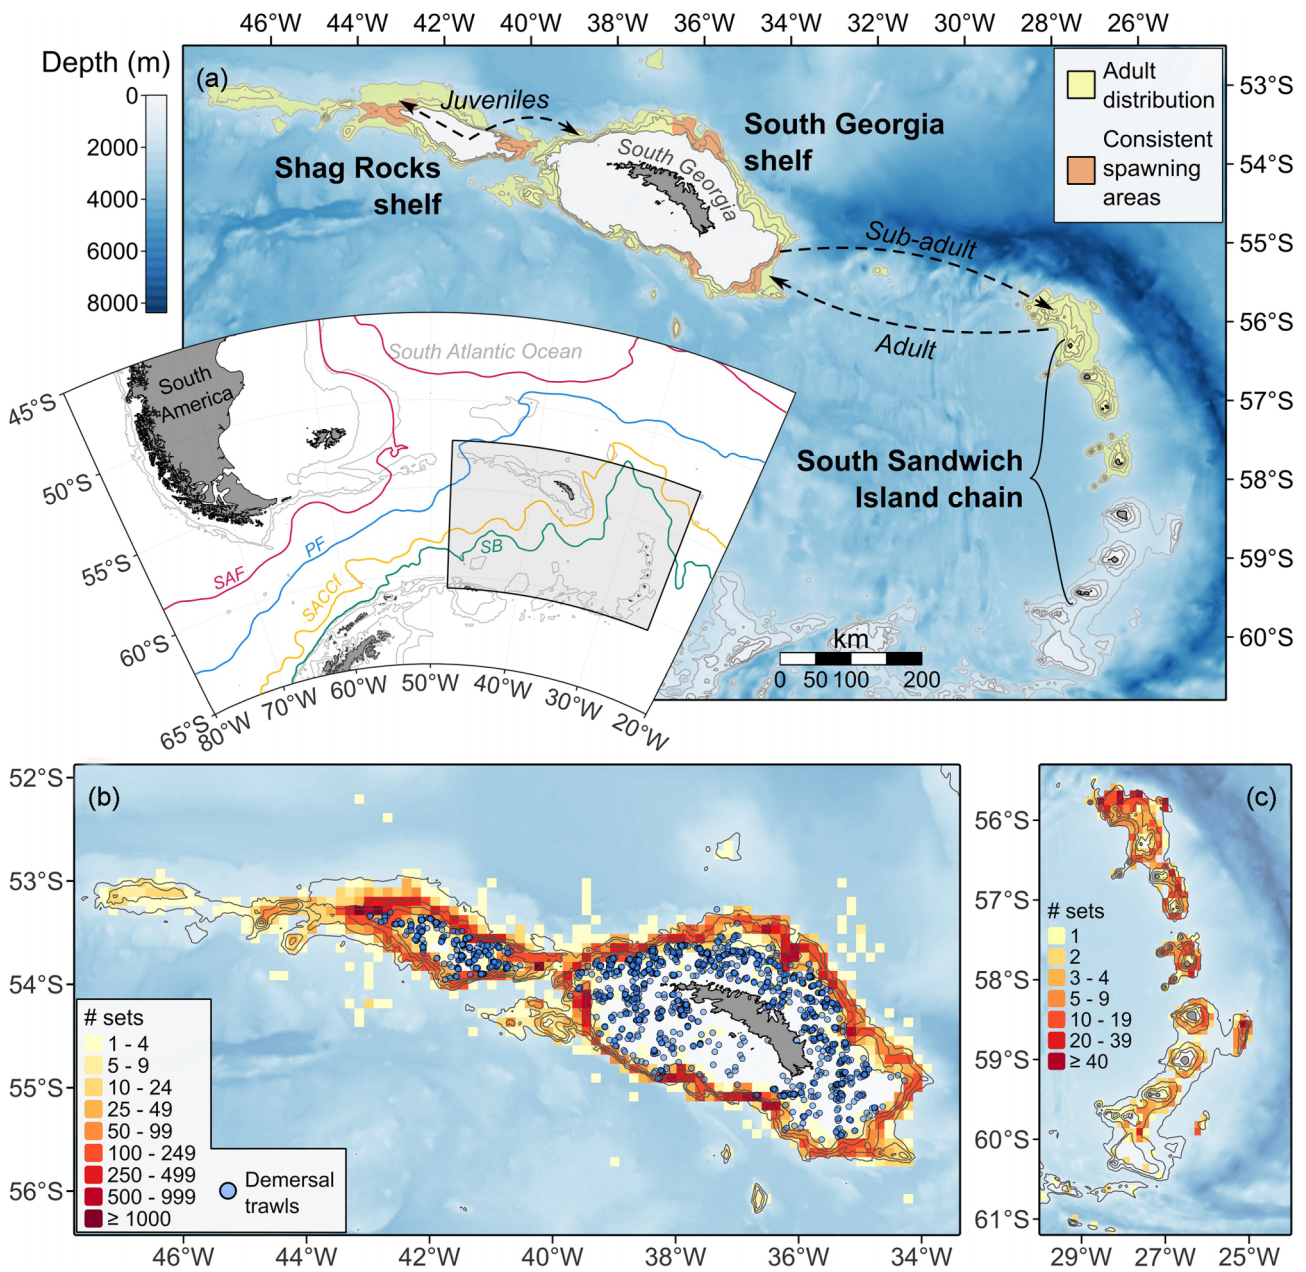 46°W 44°W 42°W 40°W 38°W 36°W 34°W 32°W 30°W 28°W 26°W
Depth (m)
0
2000
4000
6000
8000
(a)
Juveniles
Shag Rocks
shelf
South Georgia
South Georgia
shelf
Sub-adult
Adult
South Sandwich
Island chain
Adult
distribution
Consistent
spawning
areas
53°S
54°S
55°S
56°S
57°S
58°S
59°S
60°S
km
0 50 100 200
South Atlantic Ocean
South
America
SAF
PF
SACCf
SB
45°S
50°S
55°S
60°S
65°S
80°W 70°W 60°W 50°W 40°W 30°W 20°W
(b)
52°S
53°S
54°S
55°S
56°S
# sets
1 - 4
5 - 9
10 - 24
25 - 49
50 - 99
100 - 249
250 - 499
500 - 999
≥ 1000
Demersal
trawls
46°W 44°W 42°W 40°W 38°W 36°W 34°W
(c)
56°S
57°S
58°S
59°S
60°S
61°S
# sets
1
2
3 - 4
5 - 9
10 - 19
20 - 39
≥ 40
29°W 27°W 25°W